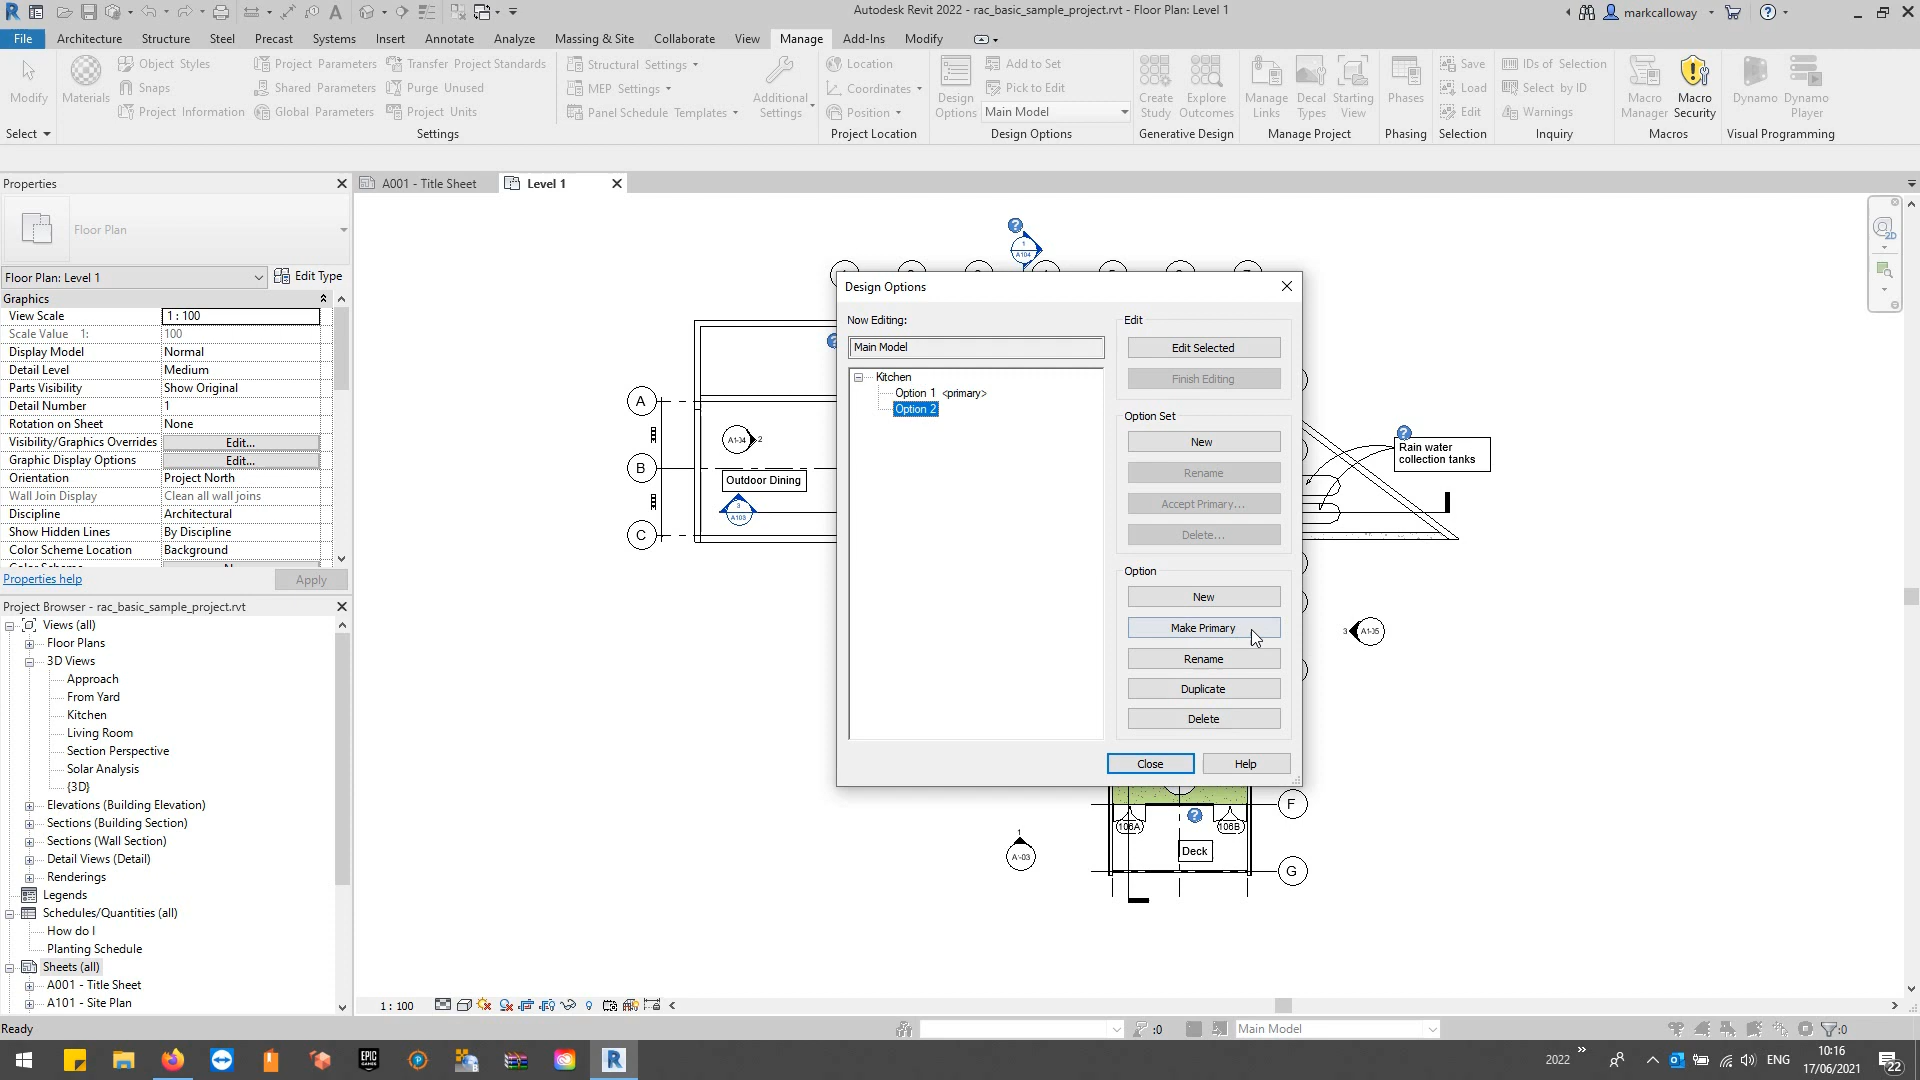 Autodesk Revit 2022 - rac_basic_sample_project.rvt - Floor Plan: Level 1
markcalloway
File Architecture Structure Steel Precast Systems Insert Annotate Analyze Massing & Site Collaborate View Manage Add-Ins Modify
Modify
Materials
Object Styles
Snaps
Project Information
Project Parameters
Shared Parameters
Global Parameters
Transfer Project Standards
Purge Unused
Project Units
Structural Settings
MEP Settings
Panel Schedule Templates
Additional
Settings
Location
Coordinates
Position
Design
Options
Add to Set
Pick to Edit
Main Model
Create
Study
Explore
Outcomes
Manage
Links
Decal
Types
Starting
View
Phases
Save
Load
Edit
IDs of Selection
Select by ID
Warnings
Macro
Manager
Macro
Security
Dynamo
Dynamo
Player
Select Settings Project Location Design Options Generative Design Manage Project Phasing Selection Inquiry Macros Visual Programming
Properties
A001 - Title Sheet
Level 1
Floor Plan
Floor Plan: Level 1
Edit Type
Graphics
View Scale 1 : 100
Scale Value 1: 100
Display Model Normal
Detail Level Medium
Parts Visibility Show Original
Detail Number 1
Rotation on Sheet None
Visibility/Graphics Overrides Edit...
Graphic Display Options Edit...
Orientation Project North
Wall Join Display Clean all wall joins
Discipline Architectural
Show Hidden Lines By Discipline
Color Scheme Location Background
Properties help
Apply
Project Browser - rac_basic_sample_project.rvt
Views (all)
Floor Plans
3D Views
Approach
From Yard
Kitchen
Living Room
Section Perspective
Solar Analysis
{3D}
Elevations (Building Elevation)
Sections (Building Section)
Sections (Wall Section)
Detail Views (Detail)
Renderings
Legends
Schedules/Quantities (all)
How do I
Planting Schedule
Sheets (all)
A001 - Title Sheet
A101 - Site Plan
1
A104
A
B
C
2
Outdoor Dining
3
A103
Rain water
collection tanks
3
1
106A
106B
Deck
F
G
Design Options
Now Editing:
Main Model
Kitchen
Option 1 <primary>
Option 2
Edit
Edit Selected
Finish Editing
Option Set
New
Rename
Accept Primary...
Delete...
Option
New
Make Primary
Rename
Duplicate
Delete
Close
Help
1 : 100
Ready
:0
Main Model
:0
EPIC
GAMES
2022
ENG
10:16
17/06/2021
22